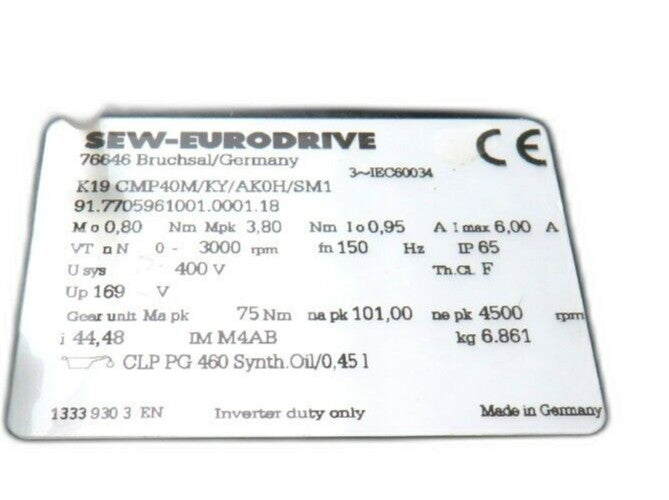 SEW-EURODRIVE
76646 Bruchsal/Germany
CE
3~IEC60034
K19 CMP40M/KY/AK0H/SM1
91.7705961001.0001.18
Mo 0,80 Nm Mpk 3,80 Nm Io 0,95 A Imax 6,00 A
VT nN 0 - 3000 rpm fn 150 Hz IP 65
U sys 400 V Th.Cl. F
Up 169 V
Gear unit Ma pk 75 Nm na pk 101,00 ne pk 4500 rpm
i 44,48 IM M4AB kg 6.861
CLP PG 460 Synth.Oil/0,45 l
1333 930 3 EN Inverter duty only Made in Germany